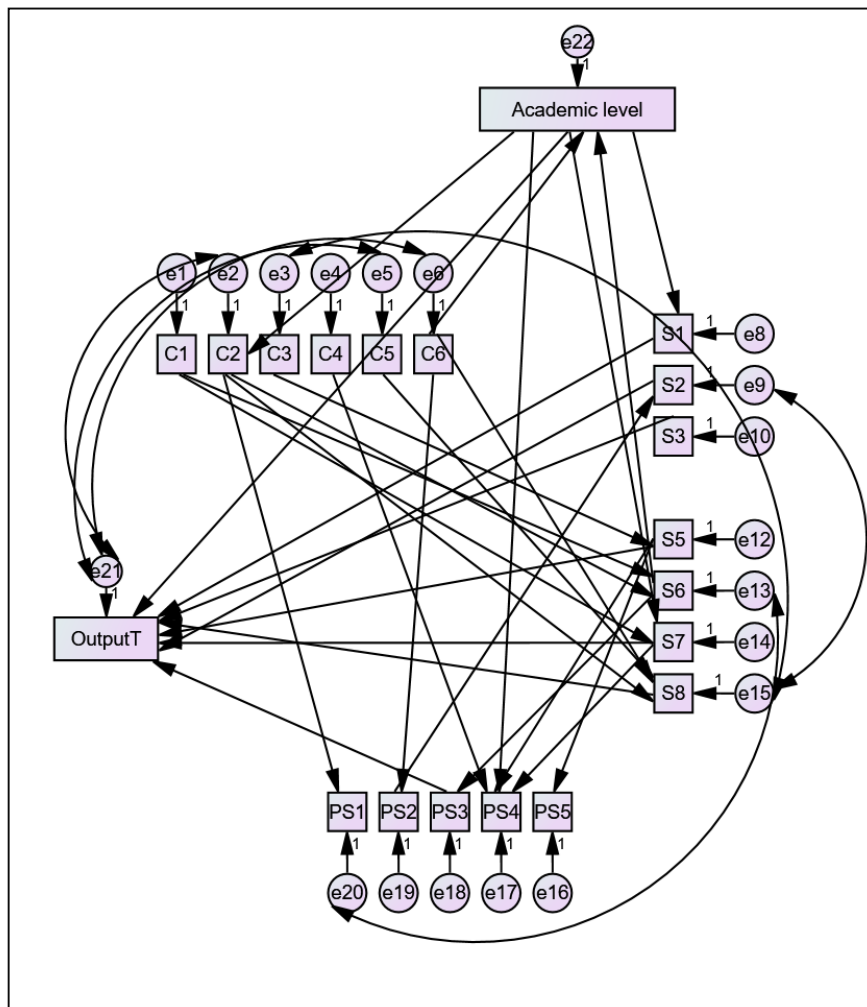 e22
1
Academic level
e1 e2 e3 e4 e5 e6
1 1 1 1 1 1
C1 C2 C3 C4 C5 C6
S1 1 e8
S2 1 e9
S3 1 e10
S5 1 e12
S6 1 e13
S7 1 e14
S8 1 e15
e21
1
OutputT
PS1 PS2 PS3 PS4 PS5
1 1 1 1 1
e20 e19 e18 e17 e16